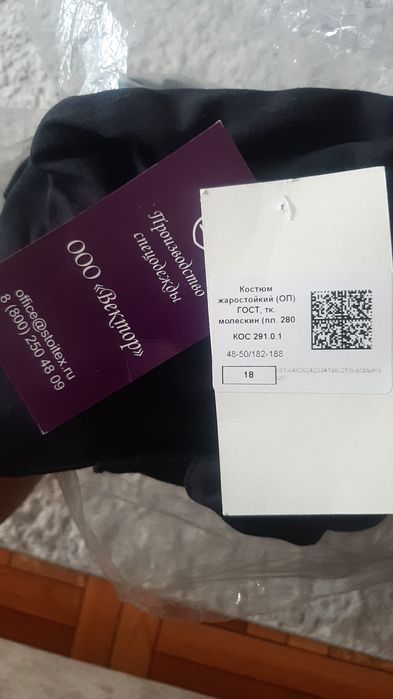 Производство
спецодежды
ООО «Вектор»
office@stoitex.ru
8 (800) 250 48 09
Костюм
жаростойкий (ОП)
ГОСТ, тк.
молескин (пл. 280
КОС 291.0.1
48-50/182-188
18